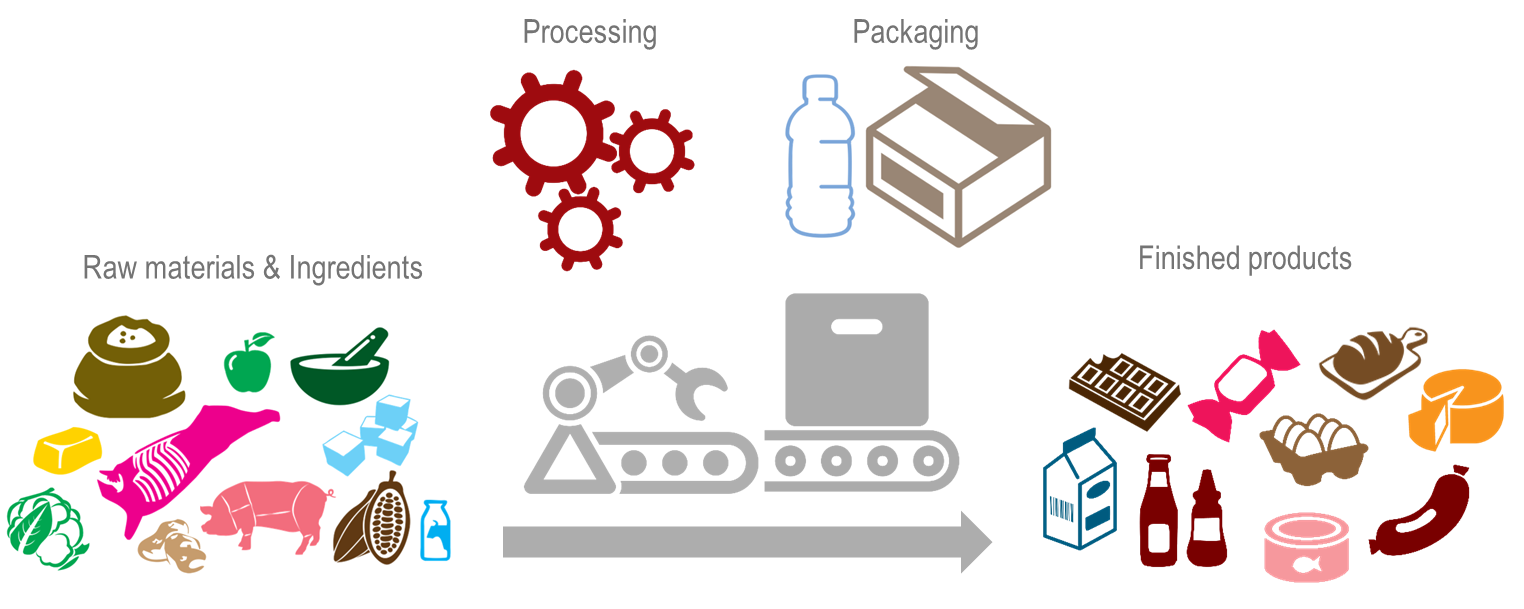 Processing
Packaging
Raw materials & Ingredients
Finished products